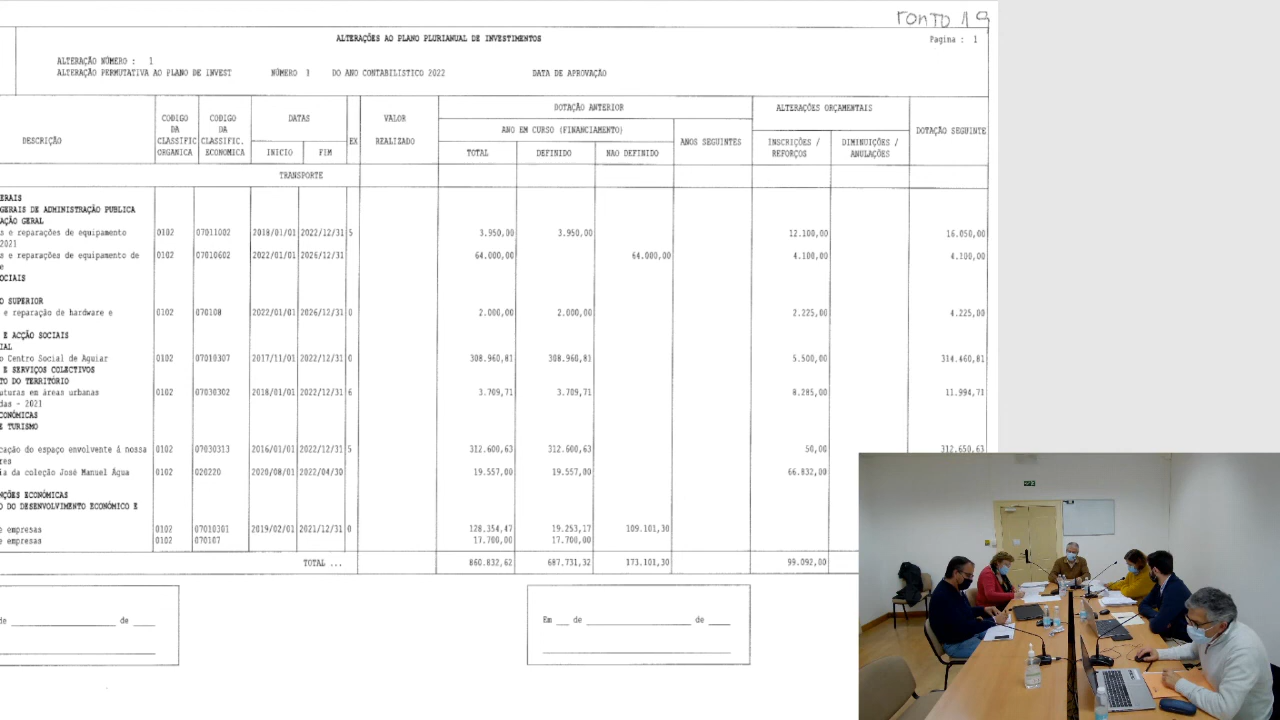 PONTO 19
Pagina : 1
ALTERAÇÕES AO PLANO PLURIANUAL DE INVESTIMENTOS
ALTERAÇÃO NÚMERO : 1
ALTERAÇÃO PERMUTATIVA AO PLANO DE INVEST NÚMERO 1 DO ANO CONTABILISTICO 2022 DATA DE APROVAÇÃO
DESCRIÇÃO
CODIGO DA CLASSIFIC ORGANICA
CODIGO DA CLASSIFIC. ECONOMICA
DATAS
INICIO FIM
EX
VALOR REALIZADO
DOTAÇÃO ANTERIOR
ANO EM CURSO (FINANCIAMENTO)
TOTAL DEFINIDO NAO DEFINIDO
ANOS SEGUINTES
ALTERAÇÕES ORÇAMENTAIS
INSCRIÇÕES / REFORÇOS
DIMINUIÇÕES / ANULAÇÕES
DOTAÇÃO SEGUINTE
TRANSPORTE
ERAIS
GERAIS DE ADMINISTRAÇÃO PUBLICA
AÇÃO GERAL
s e reparações de equipamento 0102 07011002 2018/01/01 2022/12/31 5 3.950,00 3.950,00 12.100,00 16.050,00
2021
s e reparações de equipamento de 0102 07010602 2022/01/01 2026/12/31 64.000,00 64.000,00 4.100,00 4.100,00
e
OCIAIS
O SUPERIOR
e reparação de hardware e 0102 070108 2022/01/01 2026/12/31 0 2.000,00 2.000,00 2.225,00 4.225,00
E ACÇÃO SOCIAIS
IAL
o Centro Social de Aguiar 0102 07010307 2017/11/01 2022/12/31 0 308.960,81 308.960,81 5.500,00 314.460,81
E SERVIÇOS COLECTIVOS
TO DO TERRITÓRIO
uturas em áreas urbanas 0102 07030302 2018/01/01 2022/12/31 6 3.709,71 3.709,71 8.285,00 11.994,71
das - 2021
CONÓMICAS
E TURISMO
cação do espaço envolvente á nossa 0102 07030313 2016/01/01 2022/12/31 5 312.600,63 312.600,63 50,00 312.650,63
res
ia da coleção José Manuel Água 0102 020220 2020/08/01 2022/04/30 19.557,00 19.557,00 66.832,00
NÇÕES ECONÓMICAS
O DO DESENVOLVIMENTO ECONÓMICO E
e empresas 0102 07010301 2019/02/01 2021/12/31 0 128.354,47 19.253,17 109.101,30
e empresas 0102 070107 17.700,00 17.700,00
TOTAL ... 860.832,62 687.731,32 173.101,30 99.092,00
de ____ de ____
Em ___ de ____ de ____